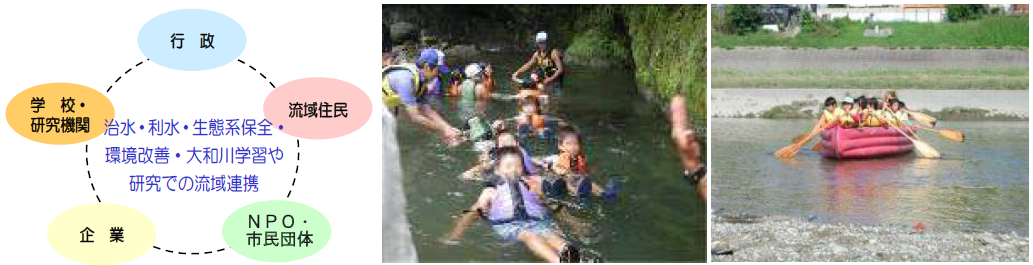 行　政
学　校・
研究機関
流域住民
治水・利水・生態系保全・
環境改善・大和川学習や
研究での流域連携
企　業
ＮＰＯ・
市民団体